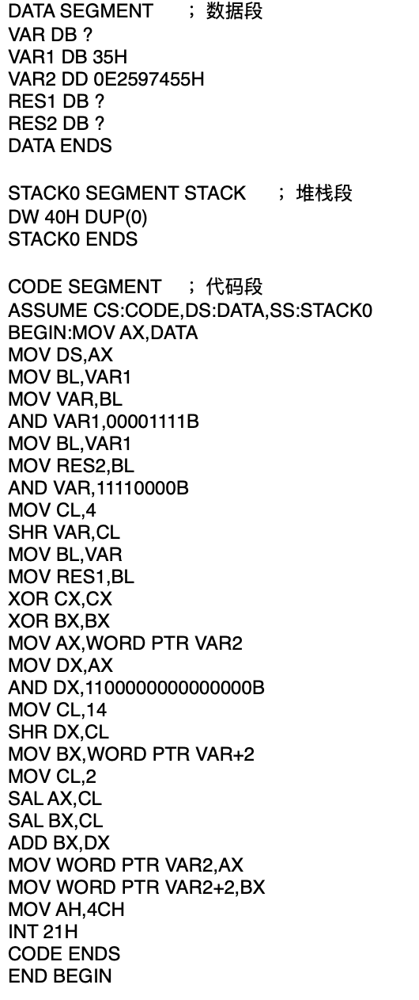 DATA SEGMENT ；数据段
VAR DB ?
VAR1 DB 35H
VAR2 DD 0E2597455H
RES1 DB ?
RES2 DB ?
DATA ENDS
STACK0 SEGMENT STACK ；堆栈段
DW 40H DUP(0)
STACK0 ENDS
CODE SEGMENT ；代码段
ASSUME CS:CODE,DS:DATA,SS:STACK0
BEGIN:MOV AX,DATA
MOV DS,AX
MOV BL,VAR1
MOV VAR,BL
AND VAR1,00001111B
MOV BL,VAR1
MOV RES2,BL
AND VAR,11110000B
MOV CL,4
SHR VAR,CL
MOV BL,VAR
MOV RES1,BL
XOR CX,CX
XOR BX,BX
MOV AX,WORD PTR VAR2
MOV DX,AX
AND DX,1100000000000000B
MOV CL,14
SHR DX,CL
MOV BX,WORD PTR VAR+2
MOV CL,2
SAL AX,CL
SAL BX,CL
ADD BX,DX
MOV WORD PTR VAR2,AX
MOV WORD PTR VAR2+2,BX
MOV AH,4CH
INT 21H
CODE ENDS
END BEGIN